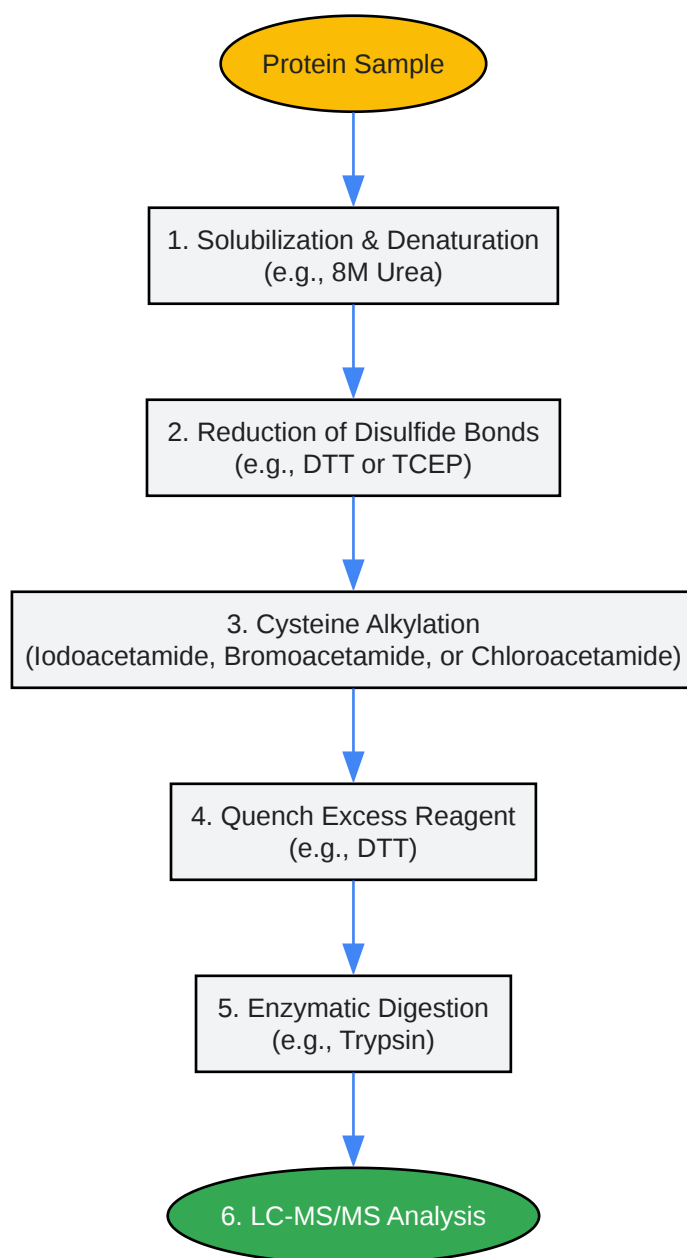 Protein Sample
1. Solubilization & Denaturation
(e.g., 8M Urea)
2. Reduction of Disulfide Bonds
(e.g., DTT or TCEP)
3. Cysteine Alkylation
(Iodoacetamide, Bromoacetamide, or Chloroacetamide)
4. Quench Excess Reagent
(e.g., DTT)
5. Enzymatic Digestion
(e.g., Trypsin)
6. LC-MS/MS Analysis